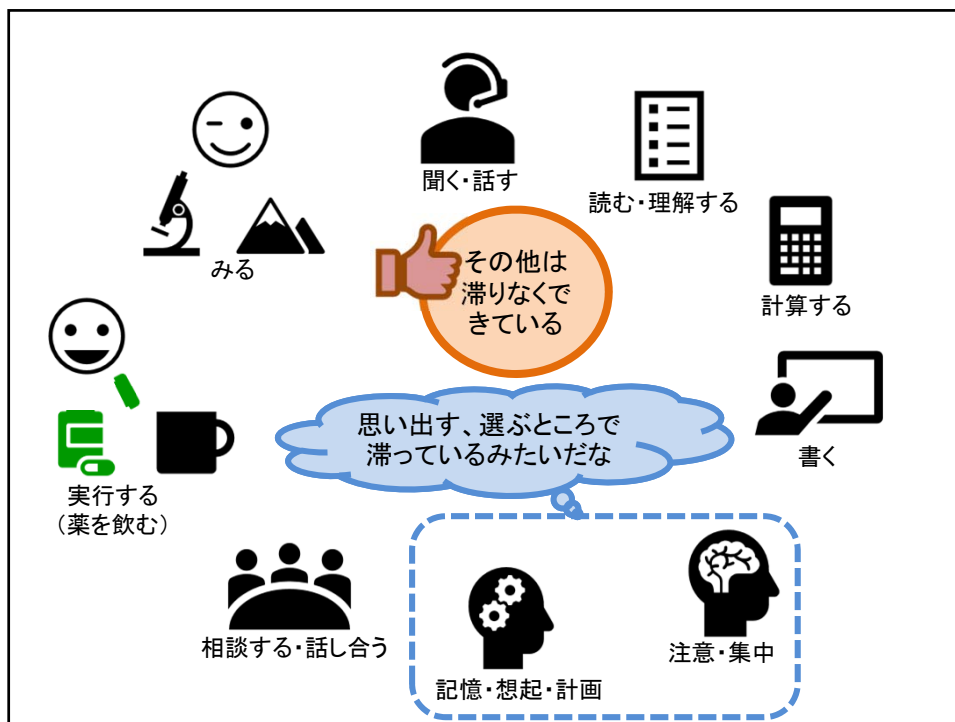 聞く・話す
読む・理解する
みる
その他は
滞りなくで
きている
計算する
思い出す、選ぶところで
滞っているみたいだな
書く
実行する
（薬を飲む）
相談する・話し合う
注意・集中
記憶・想起・計画